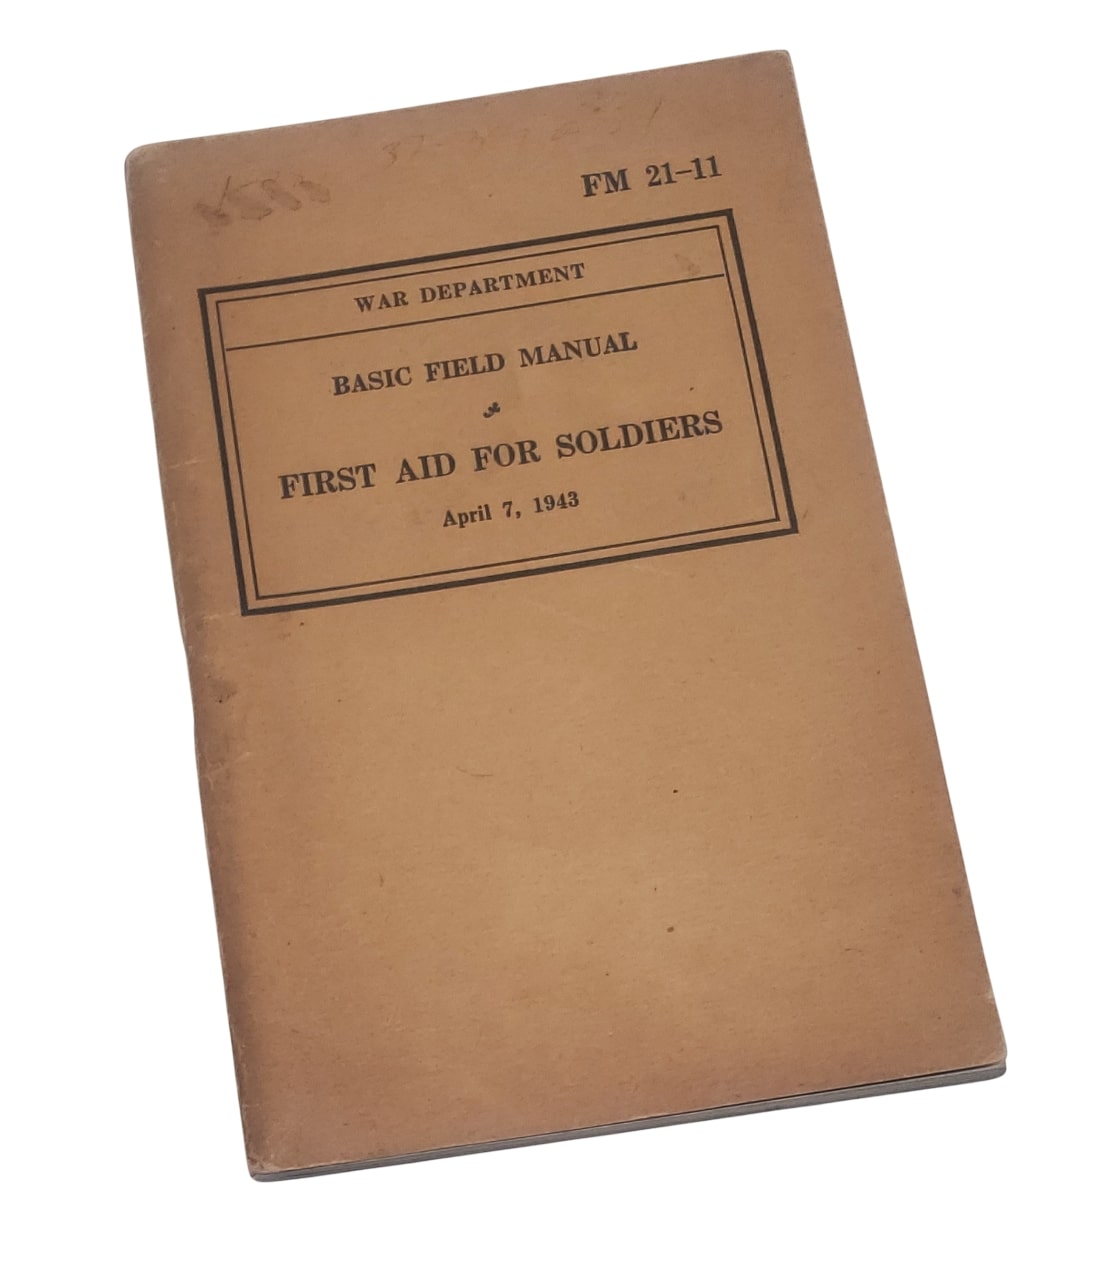 FM 21–11
WAR DEPARTMENT
BASIC FIELD MANUAL
FIRST AID FOR SOLDIERS
April 7, 1943